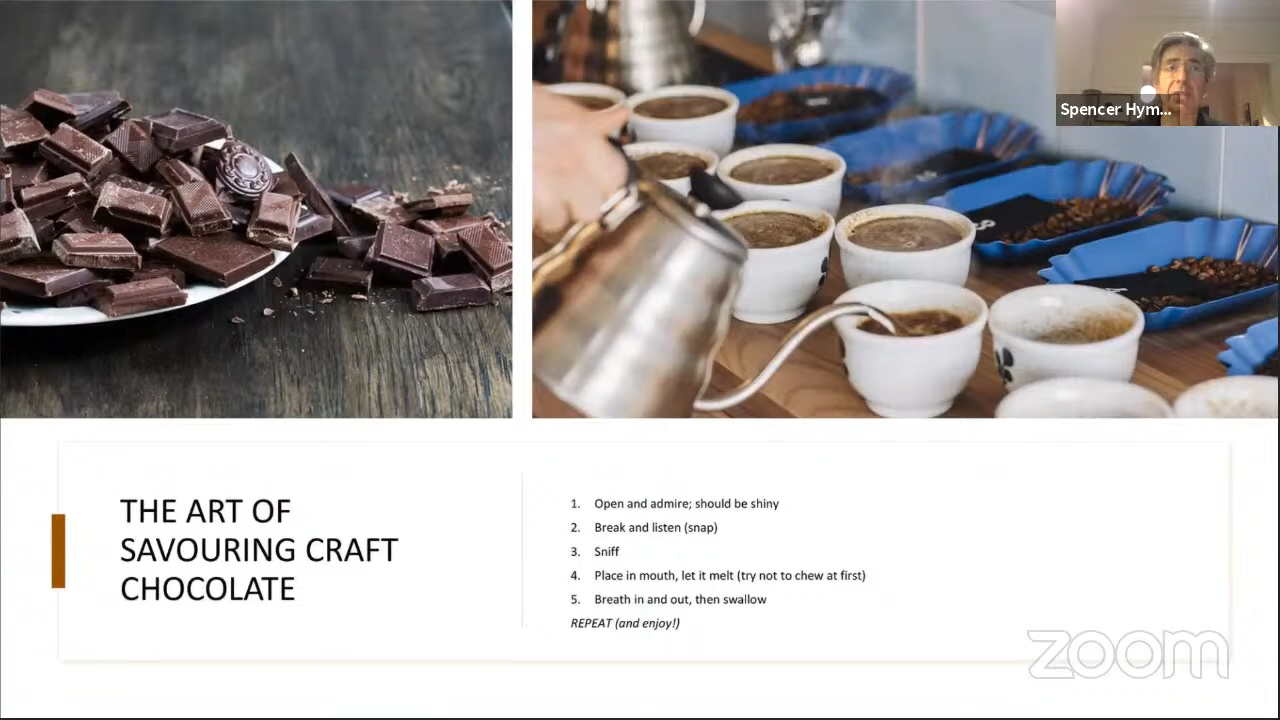 Spencer Hym...
THE ART OF
SAVOURING CRAFT
CHOCOLATE
1. Open and admire; should be shiny
2. Break and listen (snap)
3. Sniff
4. Place in mouth, let it melt (try not to chew at first)
5. Breath in and out, then swallow
REPEAT (and enjoy!)
zoom